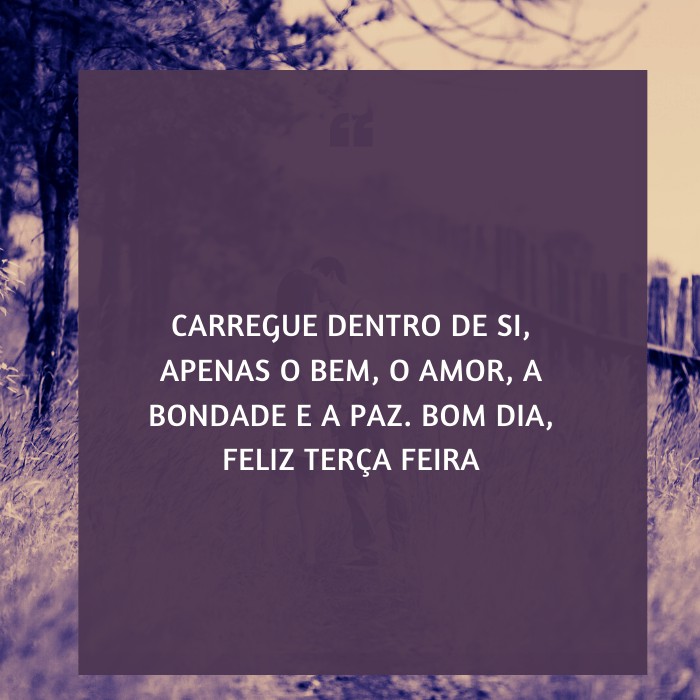 CARREGUE DENTRO DE SI,
APENAS O BEM, O AMOR, A
BONDADE E A PAZ. BOM DIA,
FELIZ TERÇA FEIRA